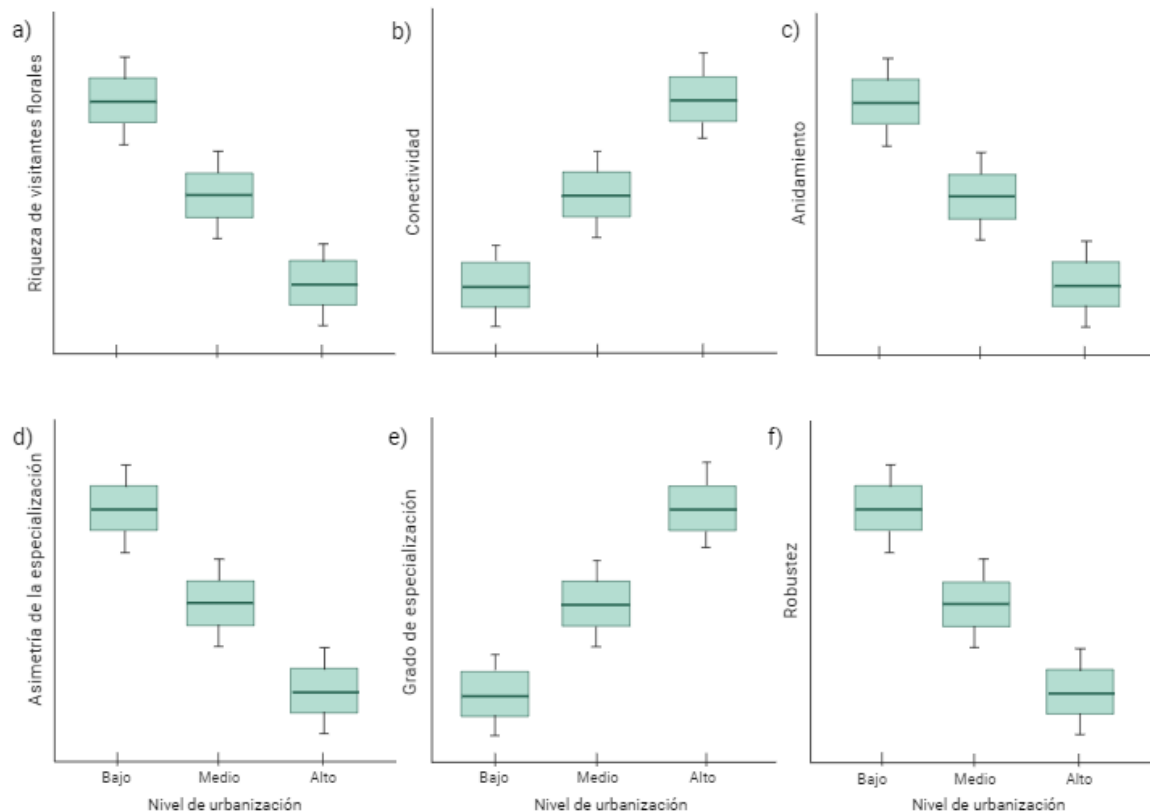 a)
Riqueza de visitantes florales
b)
Conectividad
c)
Anidamiento
d)
Asimetría de la especialización
Bajo Medio Alto
Nivel de urbanización
e)
Grado de especialización
Bajo Medio Alto
Nivel de urbanización
f)
Robustez
Bajo Medio Alto
Nivel de urbanización